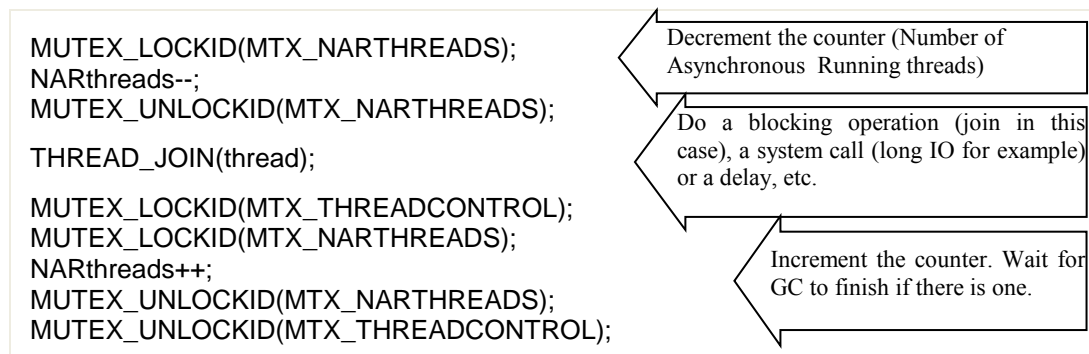 MUTEX_LOCKID(MTX_NARTHREADS);
NARthreads--;
MUTEX_UNLOCKID(MTX_NARTHREADS);
Decrement the counter (Number of
Asynchronous Running threads)
THREAD_JOIN(thread);
Do a blocking operation (join in this
case), a system call (long IO for example)
or a delay, etc.
MUTEX_LOCKID(MTX_THREADCONTROL);
MUTEX_LOCKID(MTX_NARTHREADS);
NARthreads++;
MUTEX_UNLOCKID(MTX_NARTHREADS);
MUTEX_UNLOCKID(MTX_THREADCONTROL);
Increment the counter. Wait for
GC to finish if there is one.